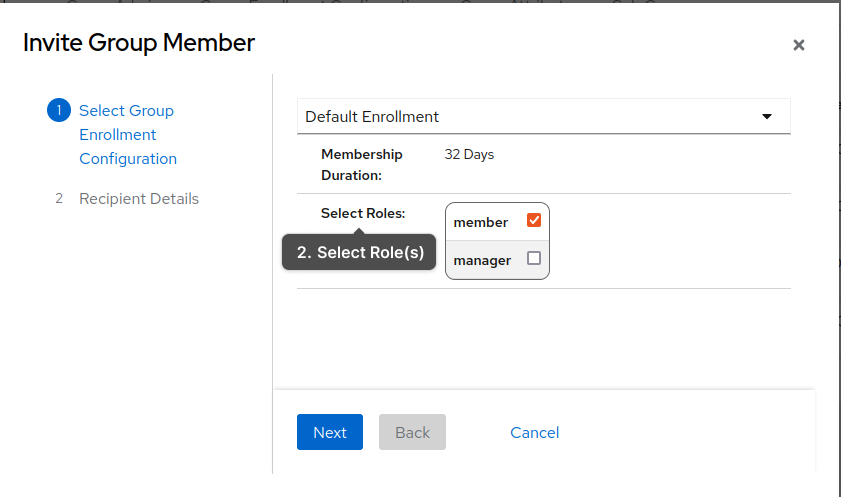 Invite Group Member
1 Select Group
Enrollment
Configuration
2 Recipient Details
Default Enrollment
Membership
Duration:
32 Days
Select Roles:
member
manager
2. Select Role(s)
Next
Back
Cancel